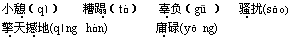 小憩（qì） 糟蹋（tà） 辜负（gū ） 骚扰(sāo)
擎天撼地(qíng hàn) 庸碌(yōng)